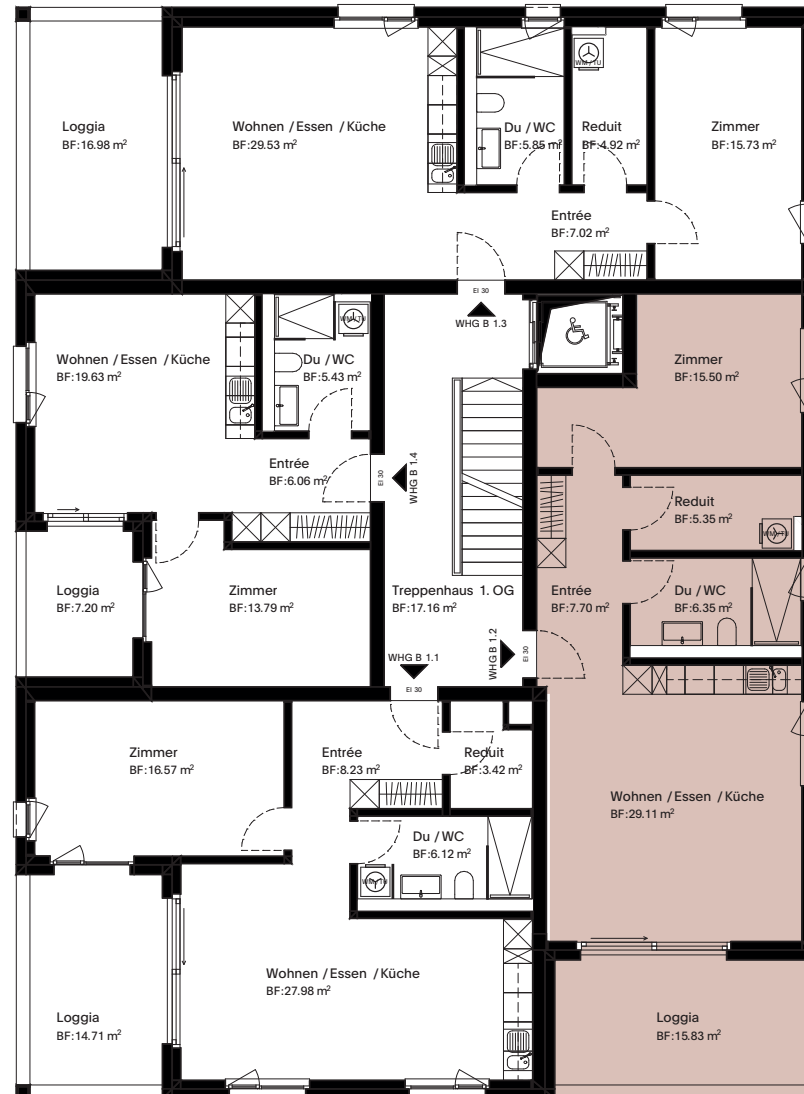 Loggia
BF:16.98 m²
Wohnen / Essen / Küche
BF:29.53 m²
Du / WC
BF:5.85 m²
Reduit
BF:4.92 m²
WM / TU
Zimmer
BF:15.73 m²
Entrée
BF:7.02 m²
EI 30
WHG B 1.3
Wohnen / Essen / Küche
BF:19.63 m²
Du / WC
BF:5.43 m²
WM / TU
Zimmer
BF:15.50 m²
Entrée
BF:6.06 m²
EI 30
WHG B 1.4
Reduit
BF:5.35 m²
WM / TU
Loggia
BF:7.20 m²
Zimmer
BF:13.79 m²
Treppenhaus 1. OG
BF:17.16 m²
Entrée
BF:7.70 m²
Du / WC
BF:6.35 m²
WHG B 1.1
EI 30
WHG B 1.2
EI 30
Zimmer
BF:16.57 m²
Entrée
BF:8.23 m²
Reduit
BF:3.42 m²
Wohnen / Essen / Küche
BF:29.11 m²
Du / WC
BF:6.12 m²
WM / TU
Wohnen / Essen / Küche
BF:27.98 m²
Loggia
BF:14.71 m²
Loggia
BF:15.83 m²